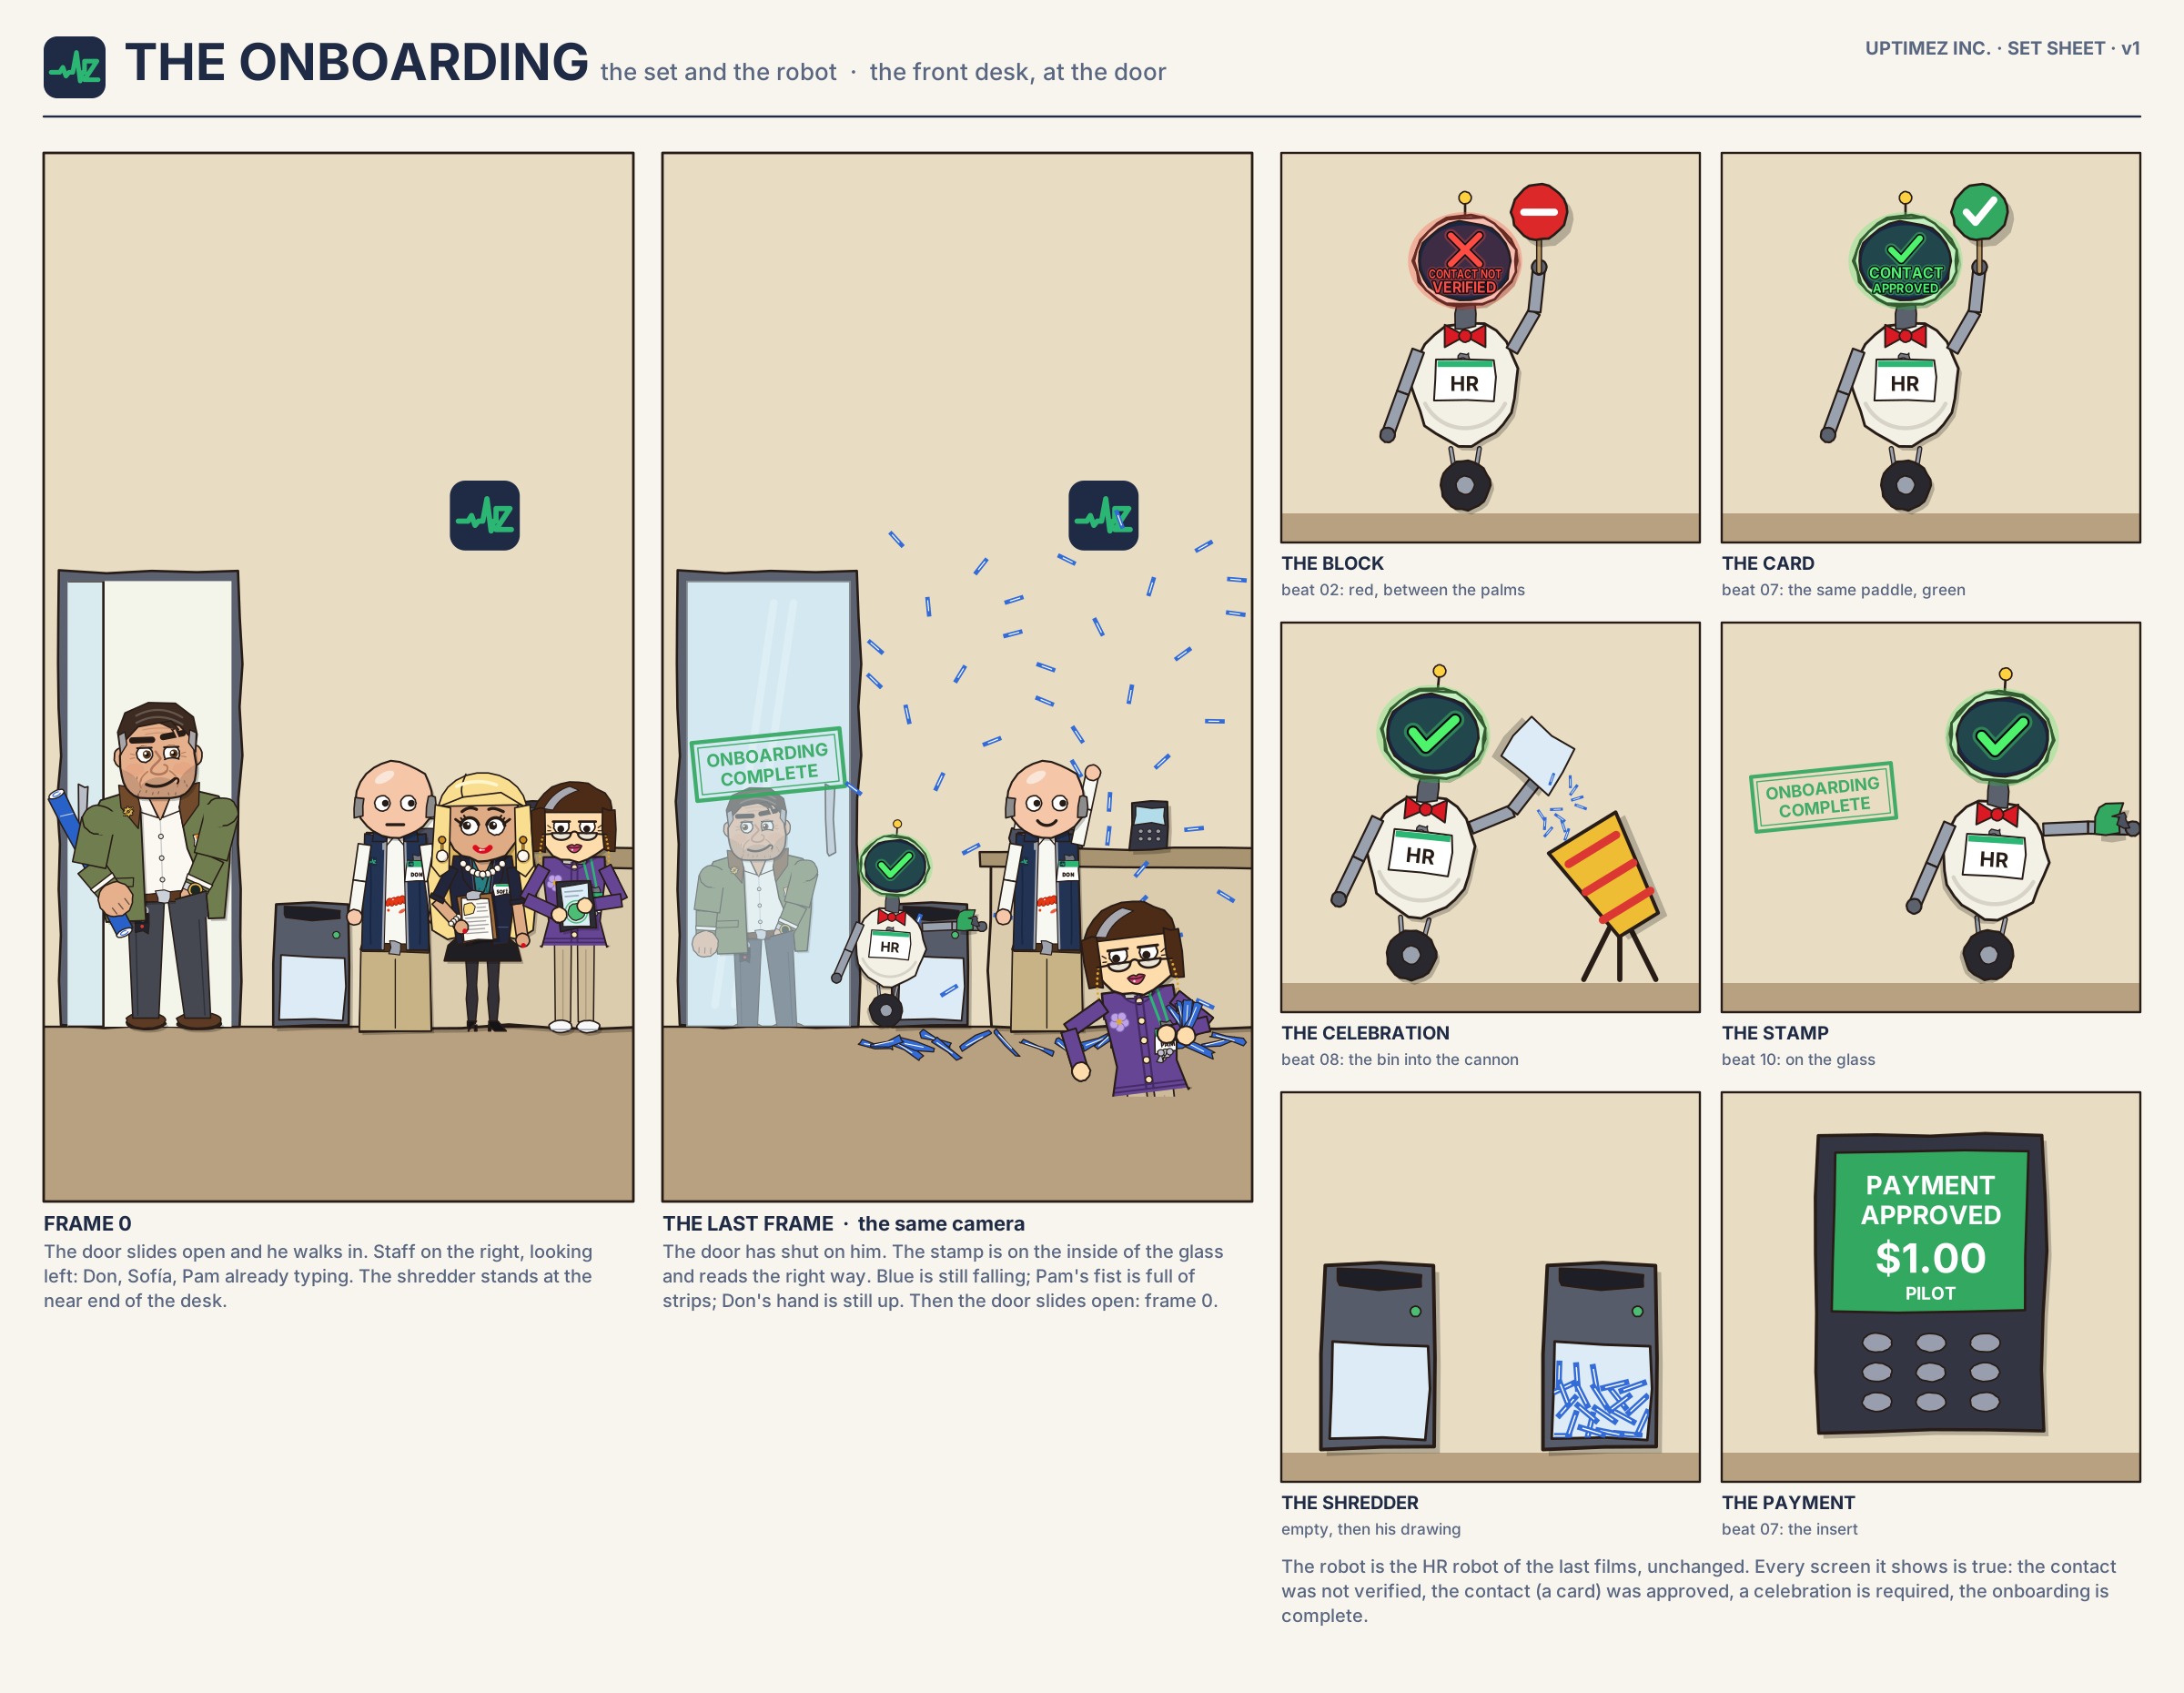 THE ONBOARDING the set and the robot · the front desk, at the door
UPTIMEZ INC. · SET SHEET · v1
DON
SOFI
FRAME 0
The door slides open and he walks in. Staff on the right, looking
left: Don, Sofía, Pam already typing. The shredder stands at the
near end of the desk.
ONBOARDING
COMPLETE
HR
DON
PAM
THE LAST FRAME · the same camera
The door has shut on him. The stamp is on the inside of the glass
and reads the right way. Blue is still falling; Pam's fist is full of
strips; Don's hand is still up. Then the door slides open: frame 0.
CONTACT NOT
VERIFIED
HR
THE BLOCK
beat 02: red, between the palms
CONTACT
APPROVED
HR
THE CARD
beat 07: the same paddle, green
HR
THE CELEBRATION
beat 08: the bin into the cannon
ONBOARDING
COMPLETE
HR
THE STAMP
beat 10: on the glass
THE SHREDDER
empty, then his drawing
PAYMENT
APPROVED
$1.00
PILOT
THE PAYMENT
beat 07: the insert
The robot is the HR robot of the last films, unchanged. Every screen it shows is true: the contact
was not verified, the contact (a card) was approved, a celebration is required, the onboarding is
complete.